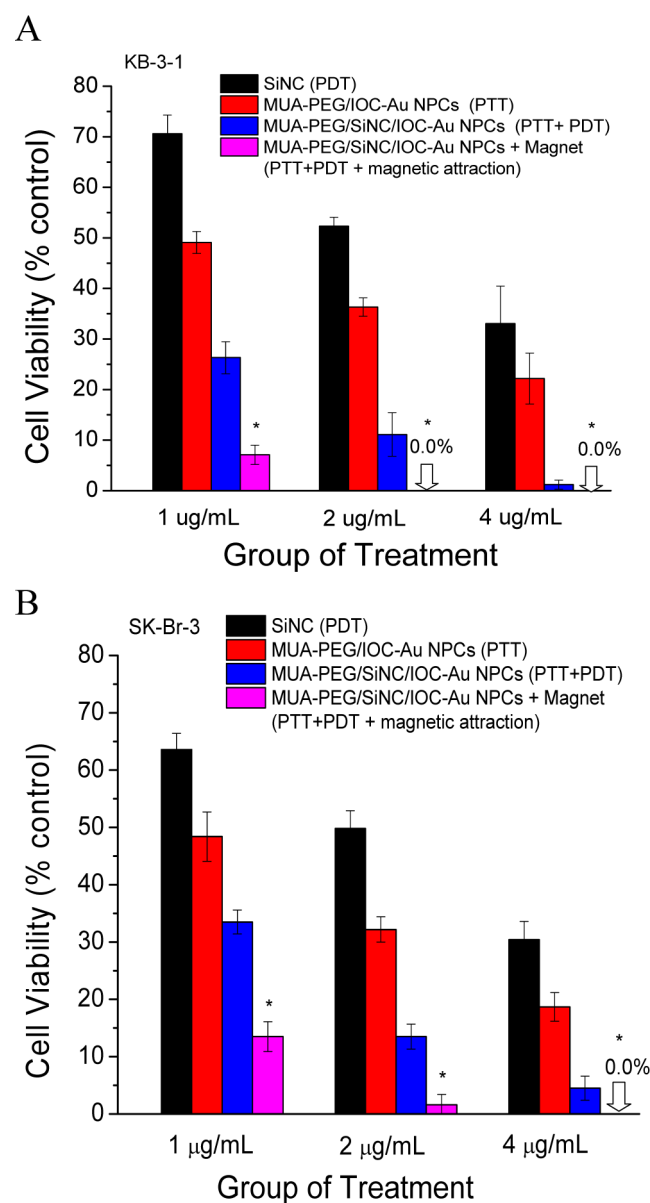 A
KB-3-1
SiNC (PDT)
MUA-PEG/IOC-Au NPCs (PTT)
MUA-PEG/SiNC/IOC-Au NPCs (PTT+ PDT)
MUA-PEG/SiNC/IOC-Au NPCs + Magnet
(PTT+PDT + magnetic attraction)
Cell Viability (% control)
80
70
60
50
40
30
20
10
0
*
*
0.0%
*
0.0%
1 ug/mL
2 ug/mL
4 ug/mL
Group of Treatment
B
SK-Br-3
SiNC (PDT)
MUA-PEG/IOC-Au NPCs (PTT)
MUA-PEG/SiNC/IOC-Au NPCs (PTT+PDT)
MUA-PEG/SiNC/IOC-Au NPCs + Magnet
(PTT+PDT + magnetic attraction)
Cell Viability (% control)
80
70
60
50
40
30
20
10
0
*
*
*
0.0%
1 μg/mL
2 μg/mL
4 μg/mL
Group of Treatment